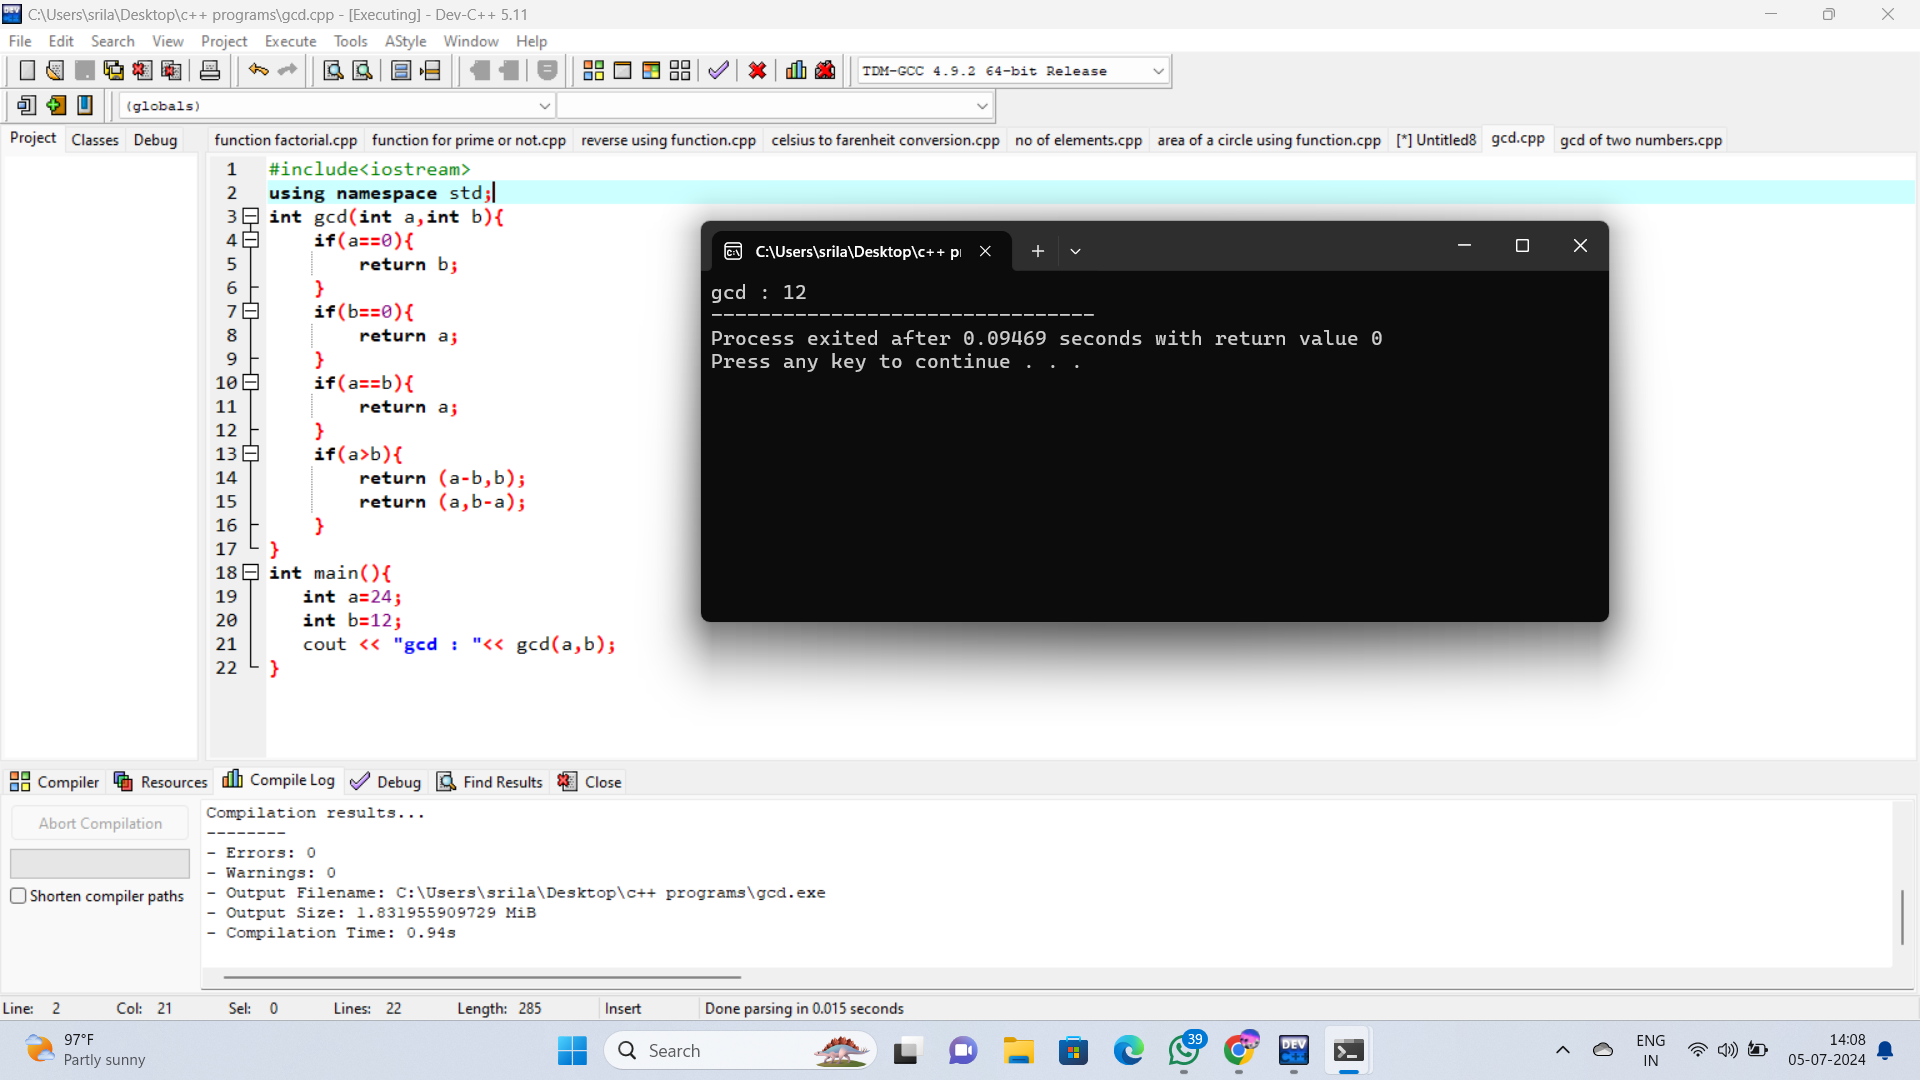 C:\Users\srila\Desktop\c++ programs\gcd.cpp - [Executing] - Dev-C++ 5.11
File Edit Search View Project Execute Tools AStyle Window Help
TDM-GCC 4.9.2 64-bit Release
(globals)
Project Classes Debug function factorial.cpp function for prime or not.cpp reverse using function.cpp celsius to farenheit conversion.cpp no of elements.cpp area of a circle using function.cpp [*] Untitled8 gcd.cpp gcd of two numbers.cpp
1 #include<iostream>
2 using namespace std;
3 int gcd(int a,int b){
4 if(a==0){
5 return b;
6 }
7 if(b==0){
8 return a;
9 }
10 if(a==b){
11 return a;
12 }
13 if(a>b){
14 return (a-b,b);
15 return (a,b-a);
16 }
17 }
18 int main(){
19 int a=24;
20 int b=12;
21 cout << "gcd : "<< gcd(a,b);
22 }
C:\Users\srila\Desktop\c++ p
gcd : 12
--------------------------------
Process exited after 0.09469 seconds with return value 0
Press any key to continue . . .
Compiler Resources Compile Log Debug Find Results Close
Abort Compilation
Shorten compiler paths
Compilation results...
--------
- Errors: 0
- Warnings: 0
- Output Filename: C:\Users\srila\Desktop\c++ programs\gcd.exe
- Output Size: 1.831955909729 MiB
- Compilation Time: 0.94s
Line: 2 Col: 21 Sel: 0 Lines: 22 Length: 285 Insert Done parsing in 0.015 seconds
97°F
Partly sunny
Search
39
DEV
ENG
IN
14:08
05-07-2024